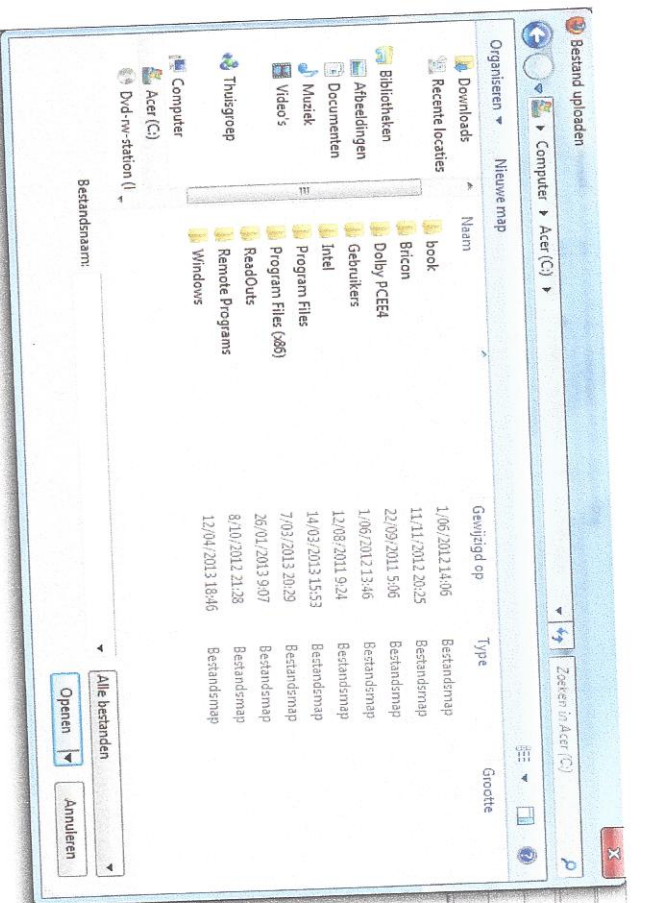 Bestand uploaden
Computer ▸ Acer (C:) ▸
Zoeken in Acer (C:)
Organiseren
Nieuwe map
Downloads
Recente locaties
Bibliotheken
Afbeeldingen
Documenten
Muziek
Video's
Thuisgroep
Computer
Acer (C:)
Dvd-rw-station (I
Naam Gewijzigd op Type Grootte
book 1/06/2012 14:06 Bestandsmap
Bricon 11/11/2012 20:25 Bestandsmap
Dolby PCEE4 22/09/2011 5:06 Bestandsmap
Gebruikers 1/06/2012 13:46 Bestandsmap
Intel 12/08/2011 9:24 Bestandsmap
Program Files 14/03/2013 15:53 Bestandsmap
Program Files (x86) 7/03/2013 20:29 Bestandsmap
ReadOuts 26/01/2013 9:07 Bestandsmap
Remote Programs 8/10/2012 21:28 Bestandsmap
Windows 12/04/2013 18:46 Bestandsmap
Bestandsnaam:
Alle bestanden
Openen
Annuleren